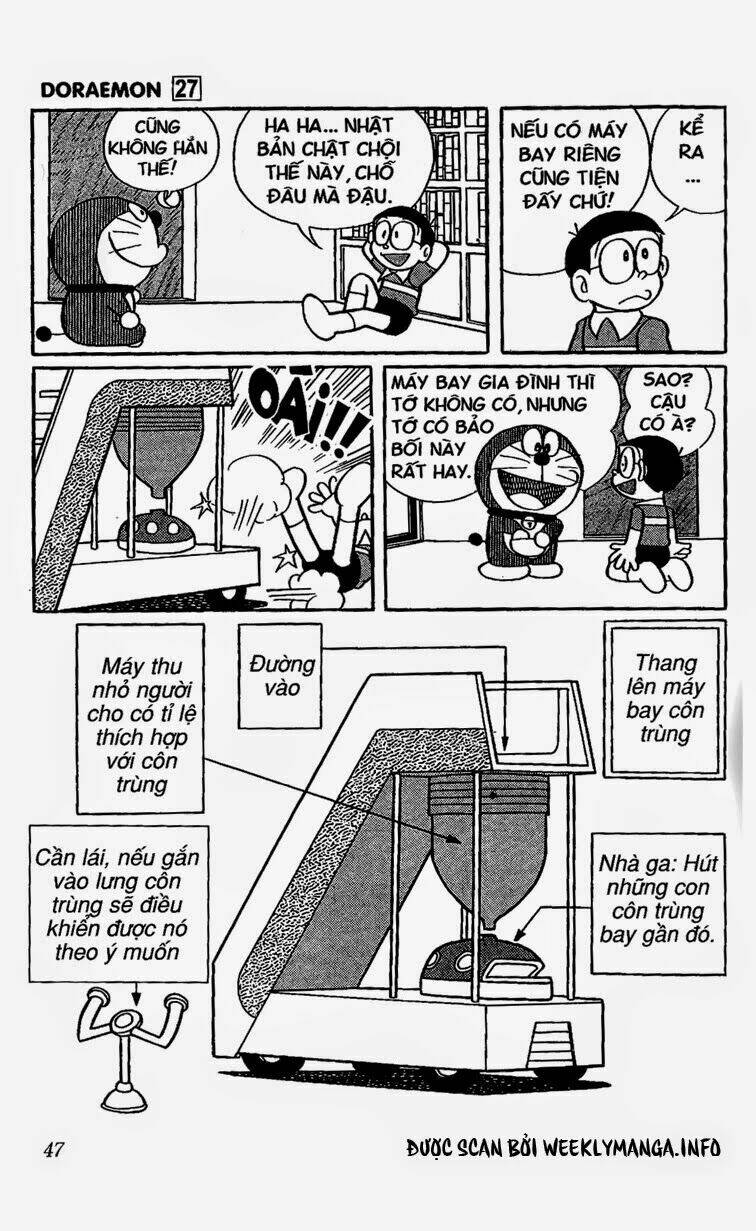 DORAEMON 27
KỂ
RA
...
NẾU CÓ MÁY
BAY RIÊNG
CŨNG TIỆN
ĐẤY CHỨ!
HA HA... NHẬT
BẢN CHẬT CHỘI
THẾ NÀY, CHỖ
ĐÂU MÀ ĐẬU.
CŨNG
KHÔNG HẲN
THẾ!
SAO?
CẬU
CÓ À?
MÁY BAY GIA ĐÌNH THÌ
TỚ KHÔNG CÓ, NHƯNG
TỚ CÓ BẢO
BỐI NÀY
RẤT HAY.
OÁI!!!
Thang
lên máy
bay côn
trùng
Đường
vào
Máy thu
nhỏ người
cho có tỉ lệ
thích hợp
với côn
trùng
Nhà ga: Hút
những con
côn trùng
bay gần đó.
Cần lái, nếu gắn
vào lưng côn
trùng sẽ điều
khiển được nó
theo ý muốn
47
ĐƯỢC SCAN BỞI WEEKLYMANGA.INFO